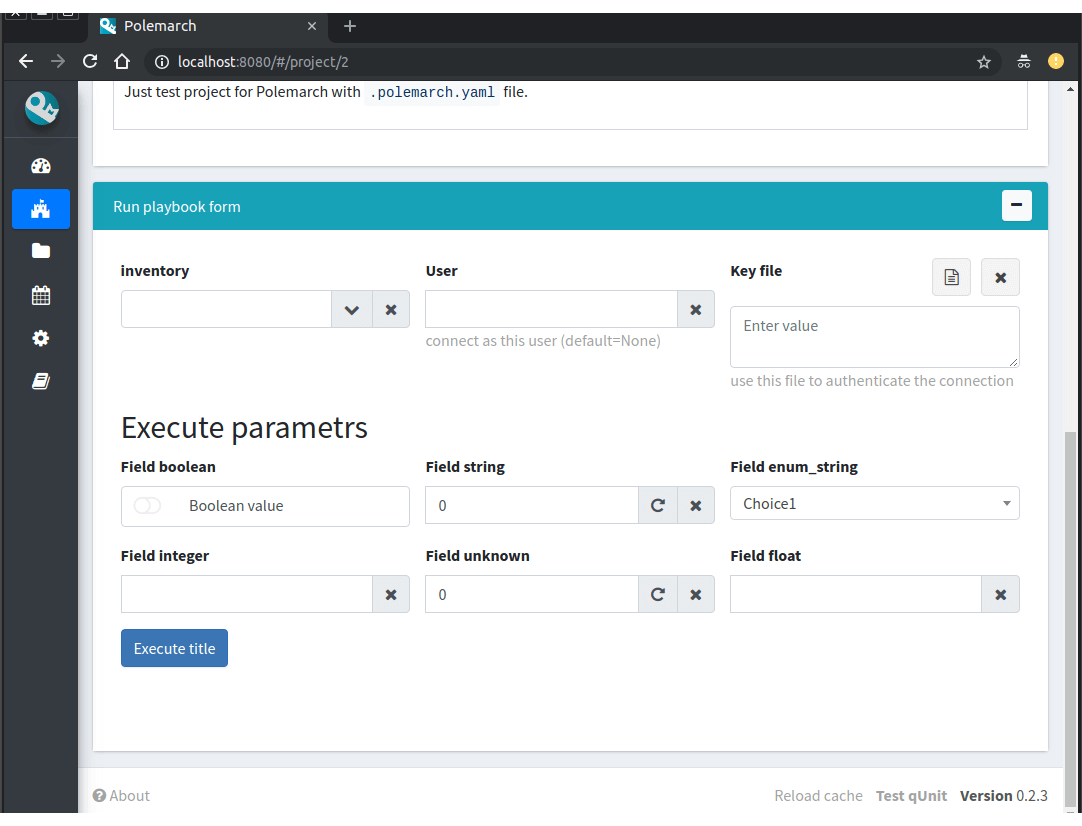 Polemarch
localhost:8080/#/project/2
Just test project for Polemarch with .polemarch.yaml file.
Run playbook form
inventory User Key file
Enter value
connect as this user (default=None)
use this file to authenticate the connection
Execute parametrs
Field boolean Field string Field enum_string
Boolean value 0 Choice1
Field integer Field unknown Field float
0
Execute title
About Reload cache Test qUnit Version 0.2.3